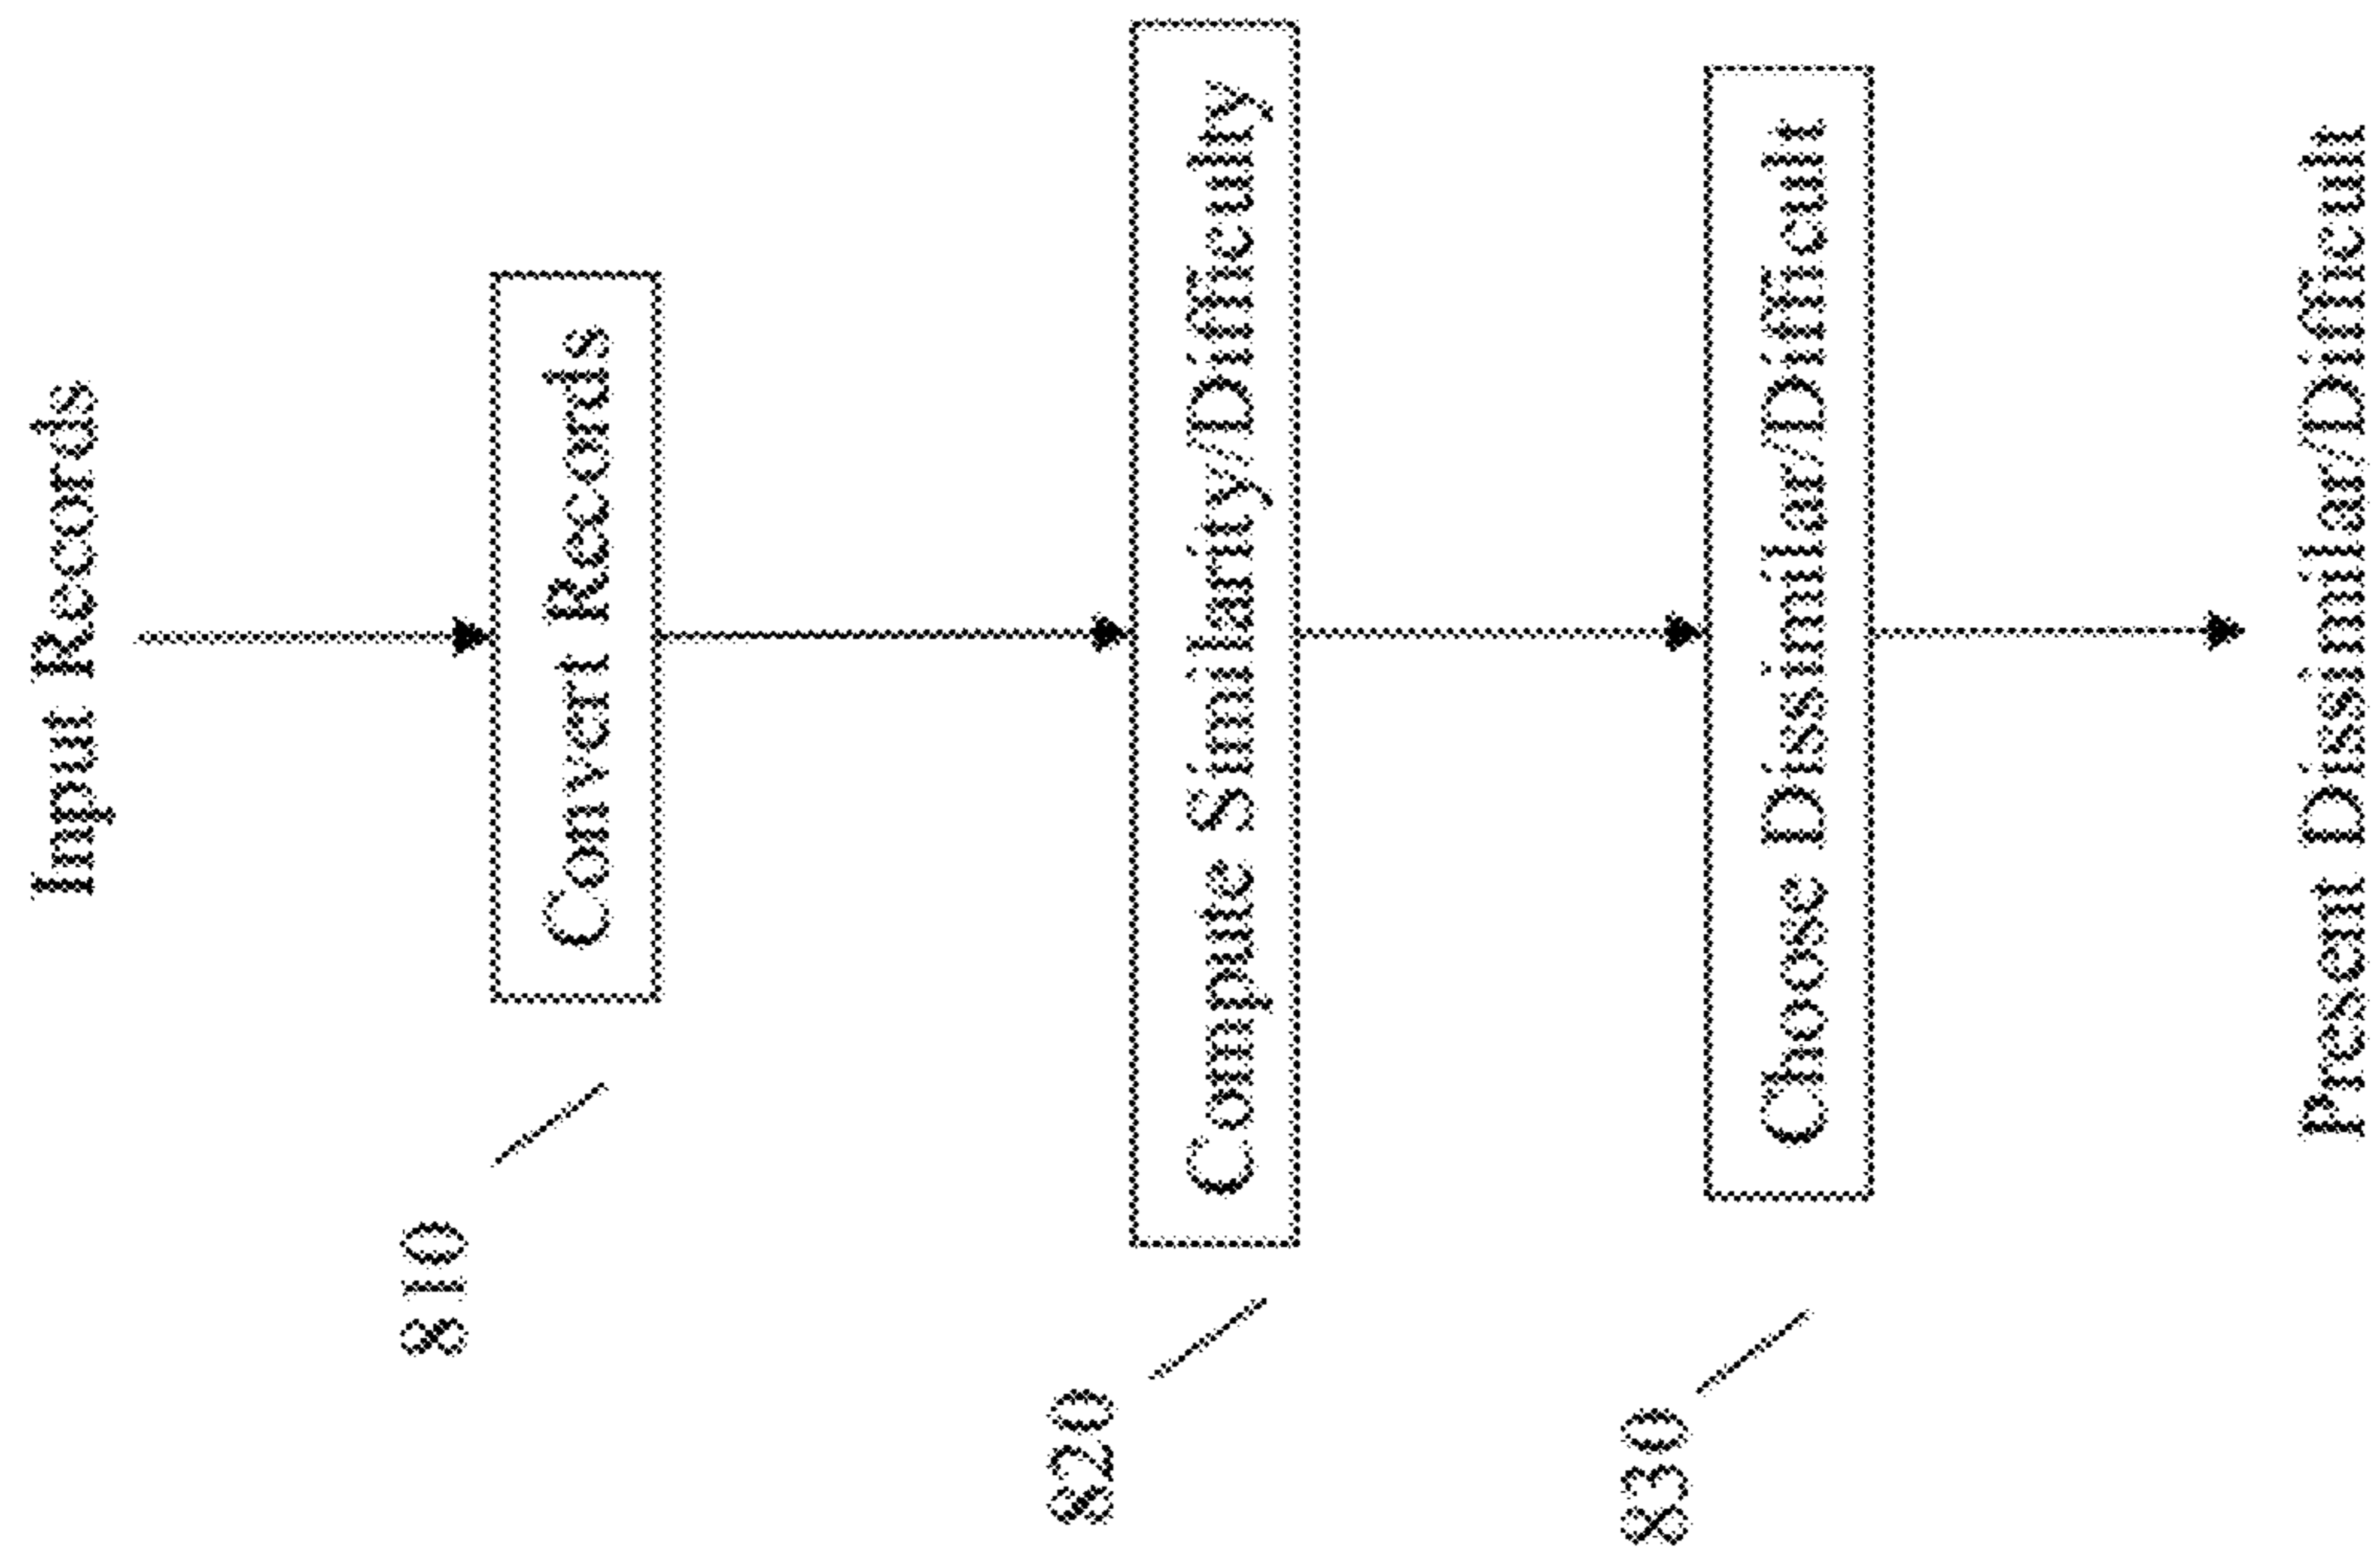 Input Records
810
Convert Records
820
Compute Similarity/Difficulty
830
Choose Dissimilar/Difficult
Present Dissimilar/Difficult